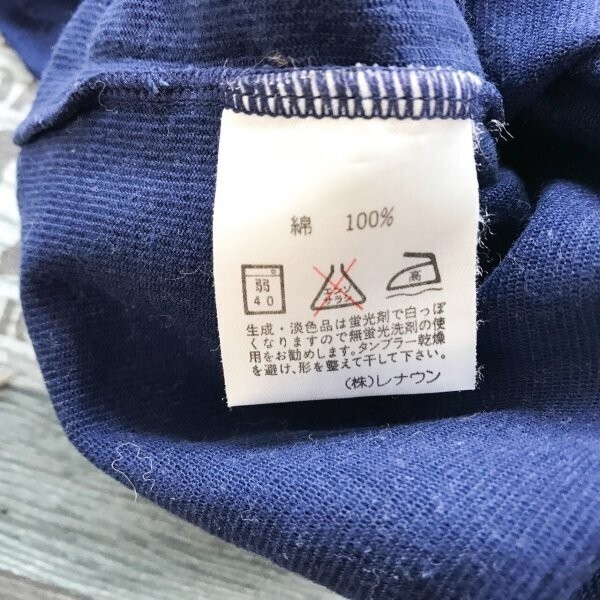 綿 100%
弱 エンソ 高
40 サラシ
生成・淡色品は蛍光剤で白っぽ
くなりますので無蛍光洗剤の使
用をお勧めします。タンブラー乾燥
を避け、形を整えて干して下さい。
(株)レナウン